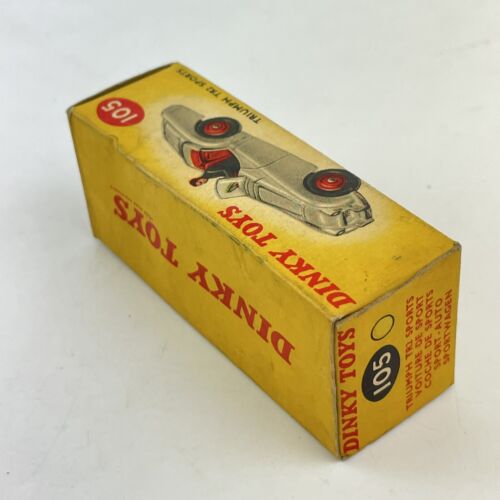 105
TRIUMPH TR2 SPORTS
DINKY TOYS
DINKY TOYS
DINKY TOYS
105
TRIUMPH TR2 SPORTS
VOITURE DE SPORT
COCHE DE SPORTS
SPORT-AUTO
SPORTWAGEN